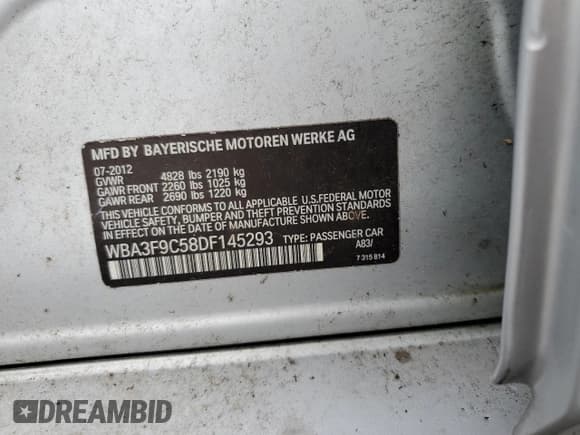 MFD BY BAYERISCHE MOTOREN WERKE AG
07-2012
GVWR 4828 lbs 2190 kg
GAWR FRONT 2260 lbs 1025 kg
GAWR REAR 2690 lbs 1220 kg
THIS VEHICLE CONFORMS TO ALL APPLICABLE U.S.FEDERAL MOTOR
VEHICLE SAFETY, BUMPER AND THEFT PREVENTION STANDARDS
IN EFFECT ON THE DATE OF MANUFACTURE SHOWN ABOVE.
WBA3F9C58DF145293 TYPE: PASSENGER CAR
A83/
7 315 814
DREAMBID